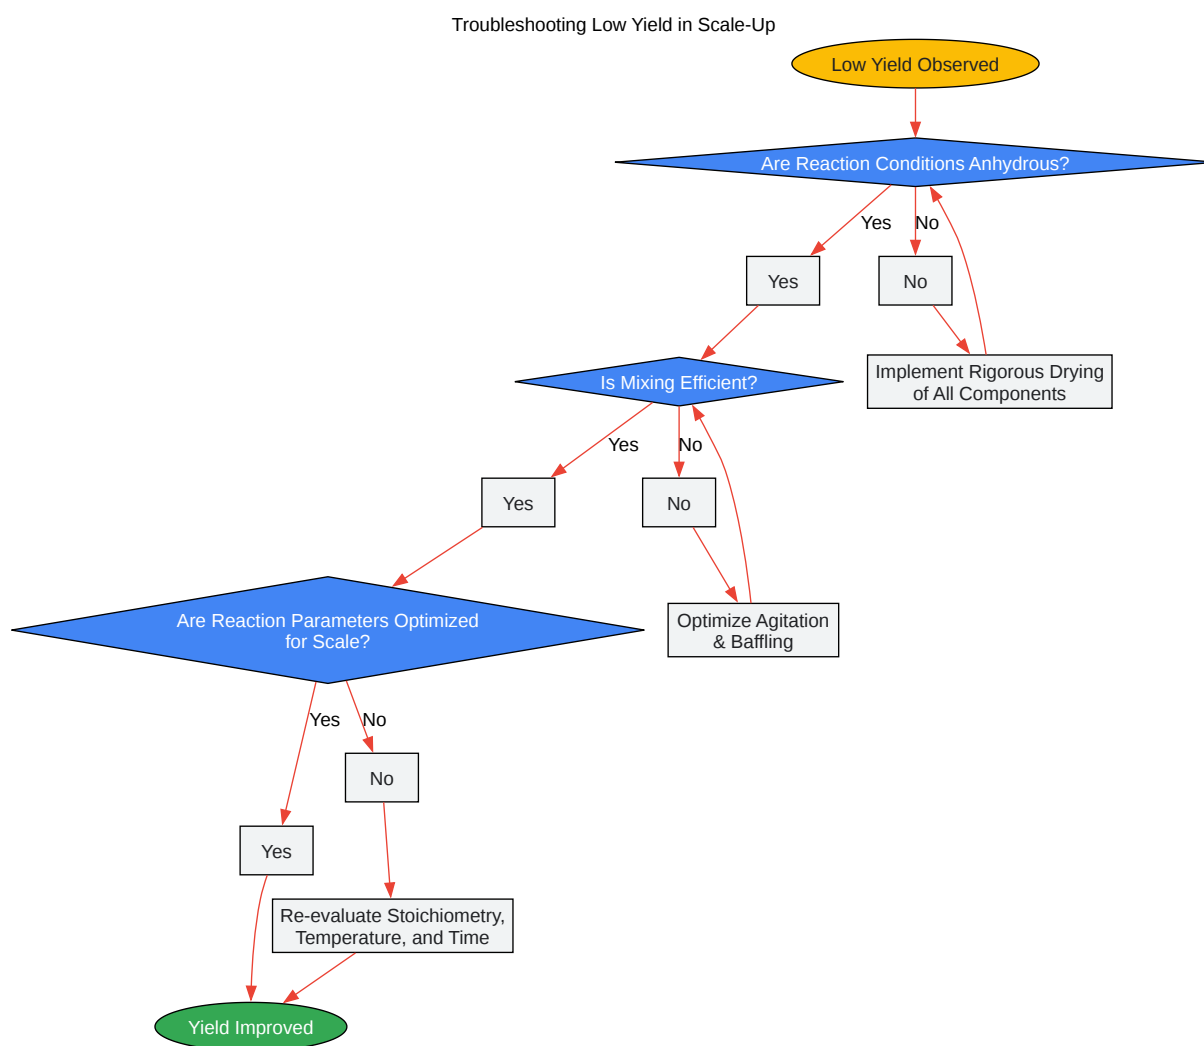 Troubleshooting Low Yield in Scale-Up
Low Yield Observed
Are Reaction Conditions Anhydrous?
Yes
No
Yes
No
Implement Rigorous Drying
of All Components
Is Mixing Efficient?
Yes
No
Yes
No
Optimize Agitation
& Baffling
Are Reaction Parameters Optimized
for Scale?
Yes
No
No
Yes
Re-evaluate Stoichiometry,
Temperature, and Time
Yield Improved